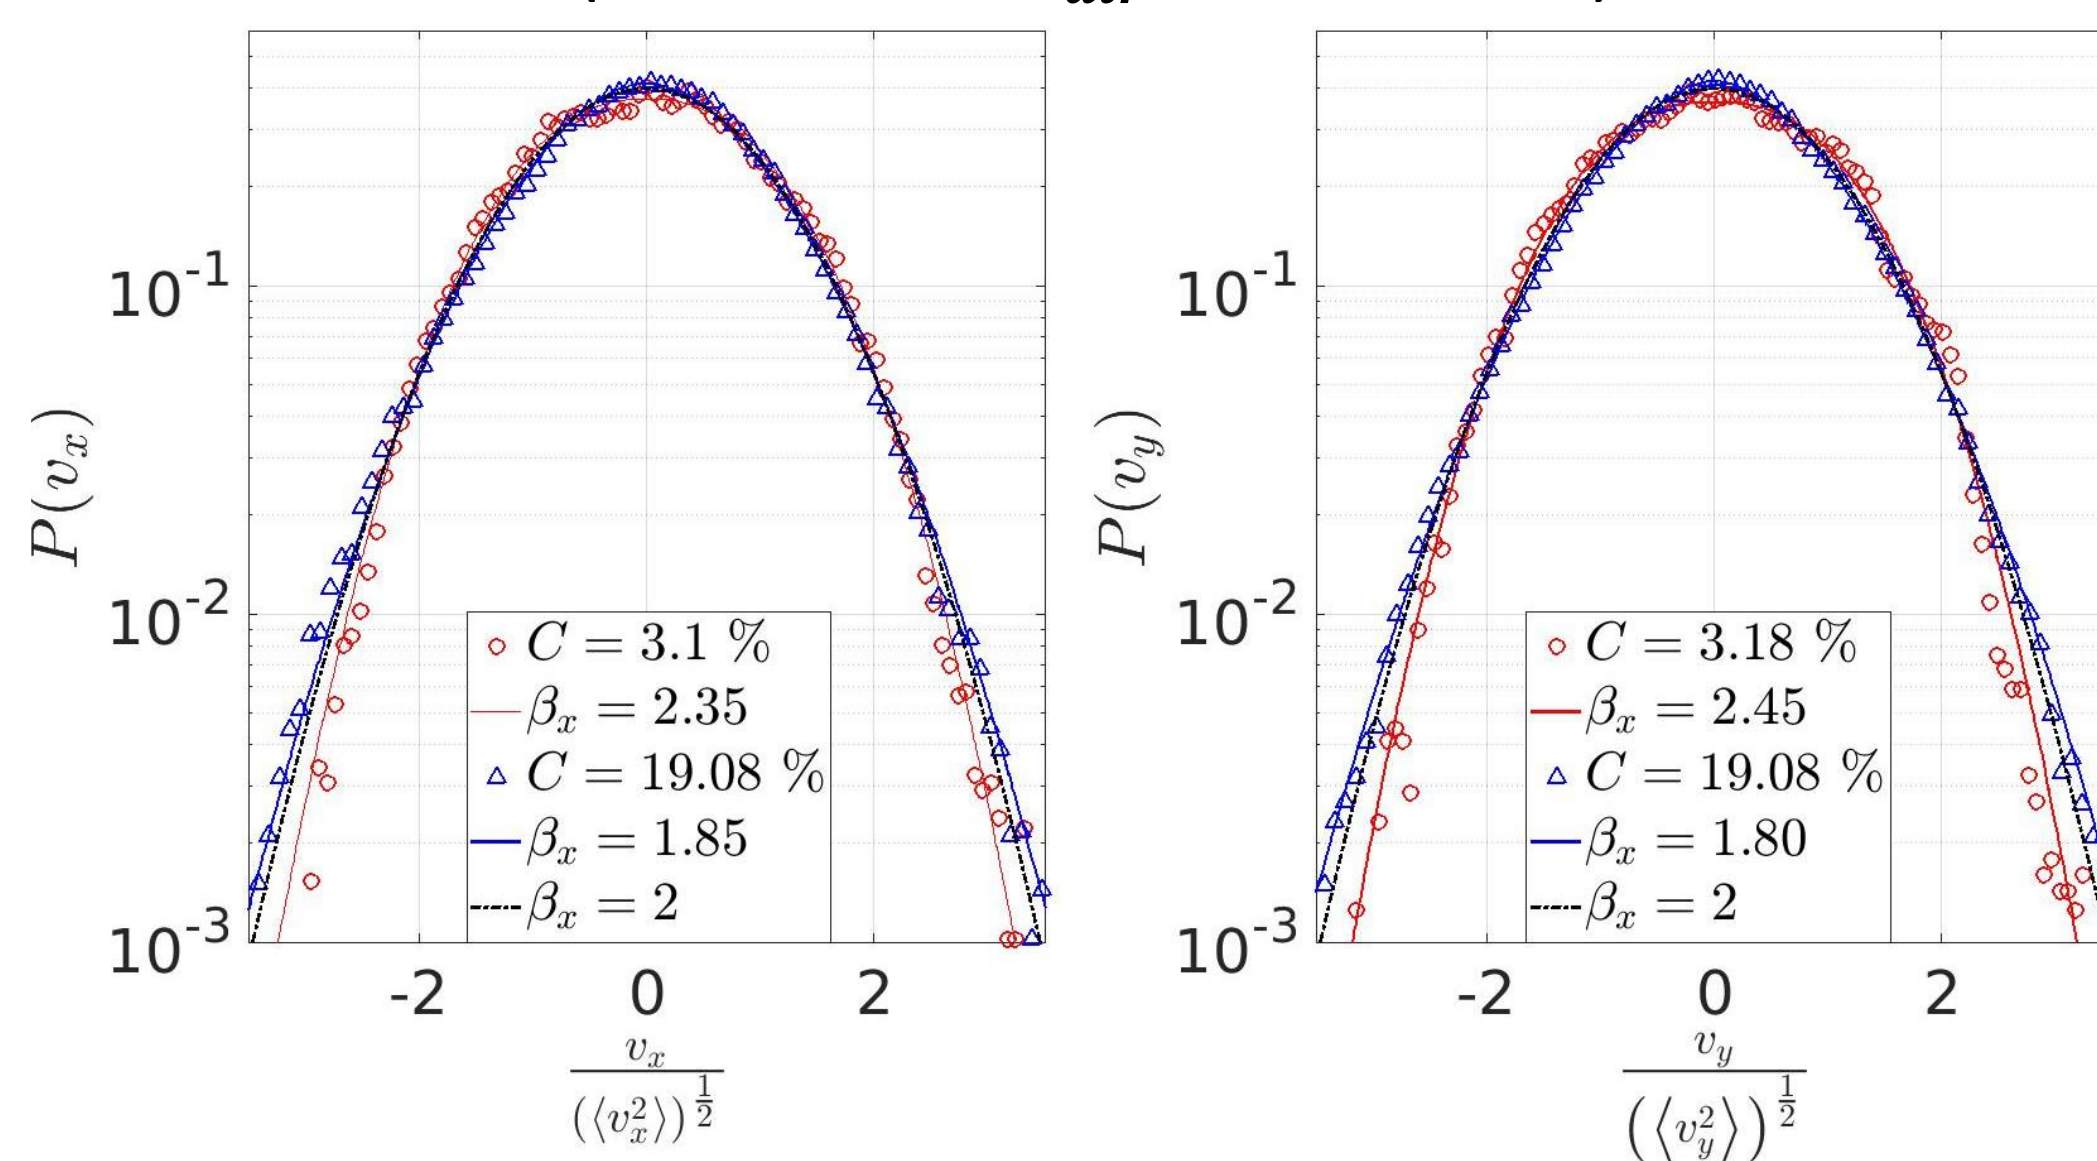 P(v_x)
10^-1
10^-2
10^-3
-2 0 2
v_x / (⟨v_x^2⟩)^{1/2}
C = 3.1 %
β_x = 2.35
C = 19.08 %
β_x = 1.85
β_x = 2
P(v_y)
10^-1
10^-2
10^-3
-2 0 2
v_y / (⟨v_y^2⟩)^{1/2}
C = 3.18 %
β_x = 2.45
C = 19.08 %
β_x = 1.80
β_x = 2